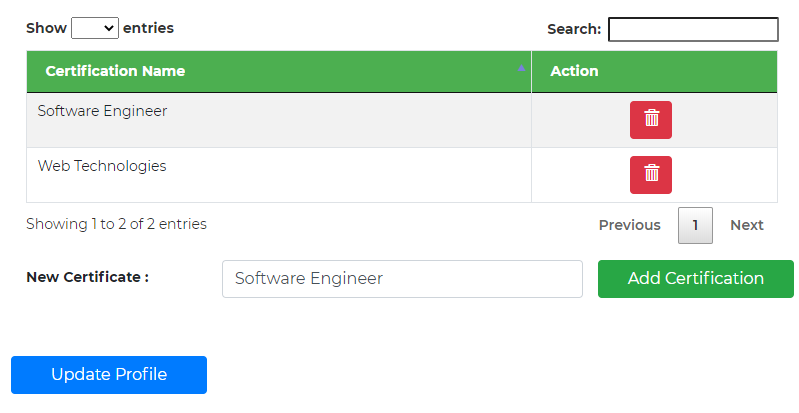 Show entries Search:
Certification Name Action
Software Engineer
Web Technologies
Showing 1 to 2 of 2 entries Previous 1 Next
New Certificate : Software Engineer Add Certification
Update Profile